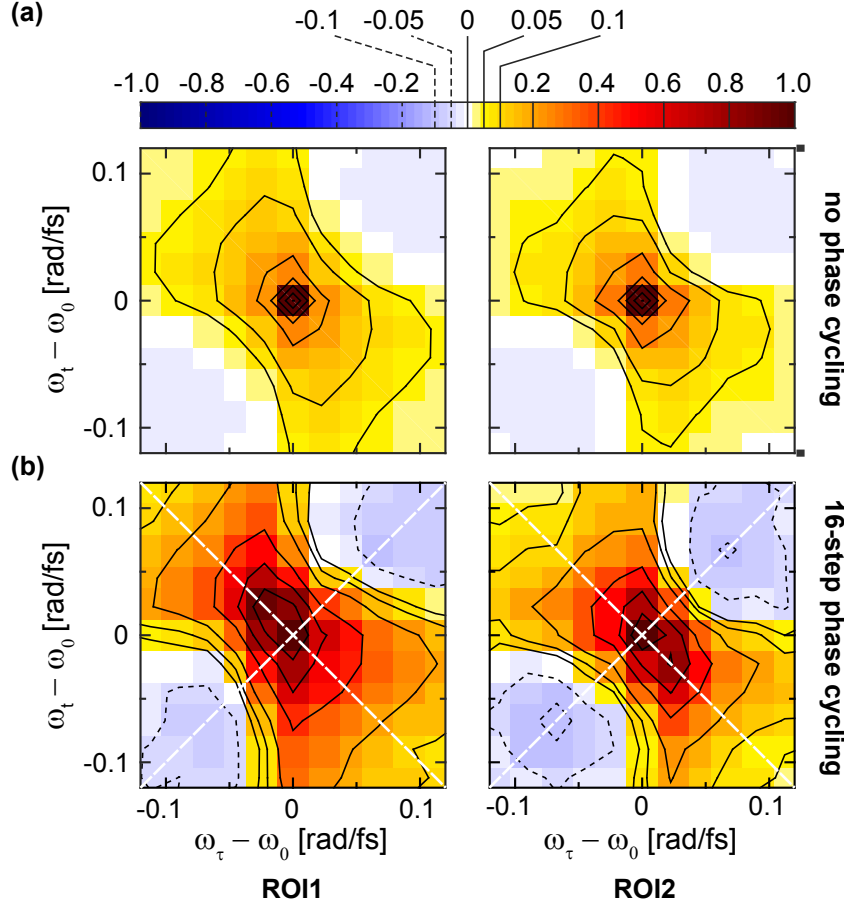 (a)
-0.1 -0.05 0 0.05 0.1
-1.0 -0.8 -0.6 -0.4 -0.2 0.2 0.4 0.6 0.8 1.0
0.1
0
-0.1
ωt − ω0 [rad/fs]
no phase cycling
(b)
0.1
0
-0.1
ωt − ω0 [rad/fs]
16-step phase cycling
-0.1 0 0.1
-0.1 0 0.1
ωτ − ω0 [rad/fs]
ωτ − ω0 [rad/fs]
ROI1
ROI2